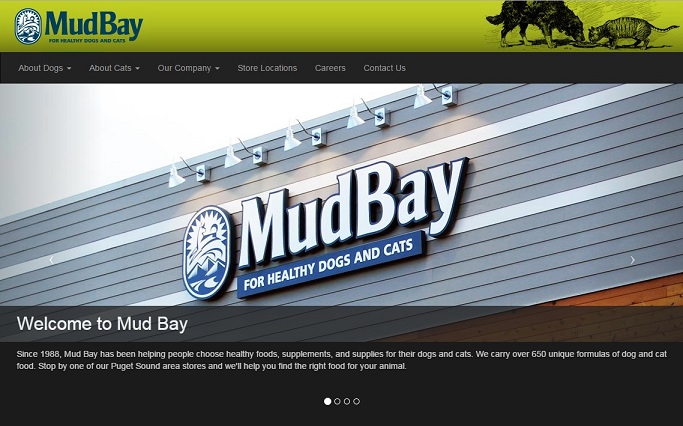 MudBay
FOR HEALTHY DOGS AND CATS
About Dogs
About Cats
Our Company
Store Locations
Careers
Contact Us
MudBay
FOR HEALTHY DOGS AND CATS
Welcome to Mud Bay
Since 1988, Mud Bay has been helping people choose healthy foods, supplements, and supplies for their dogs and cats. We carry over 650 unique formulas of dog and cat
food. Stop by one of our Puget Sound area stores and we'll help you find the right food for your animal.